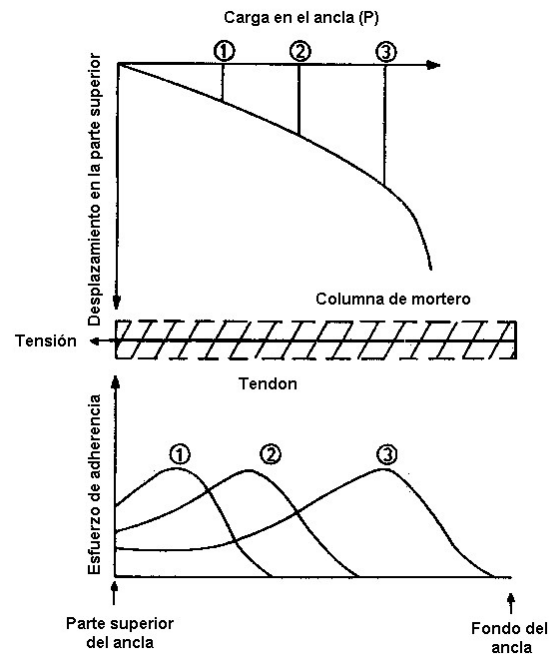 Carga en el ancla (P)
① ② ③
Desplazamiento en la parte superior
Columna de mortero
Tensión
Tendon
Esfuerzo de adherencia
① ② ③
Parte superior
del ancla
Fondo del
ancla